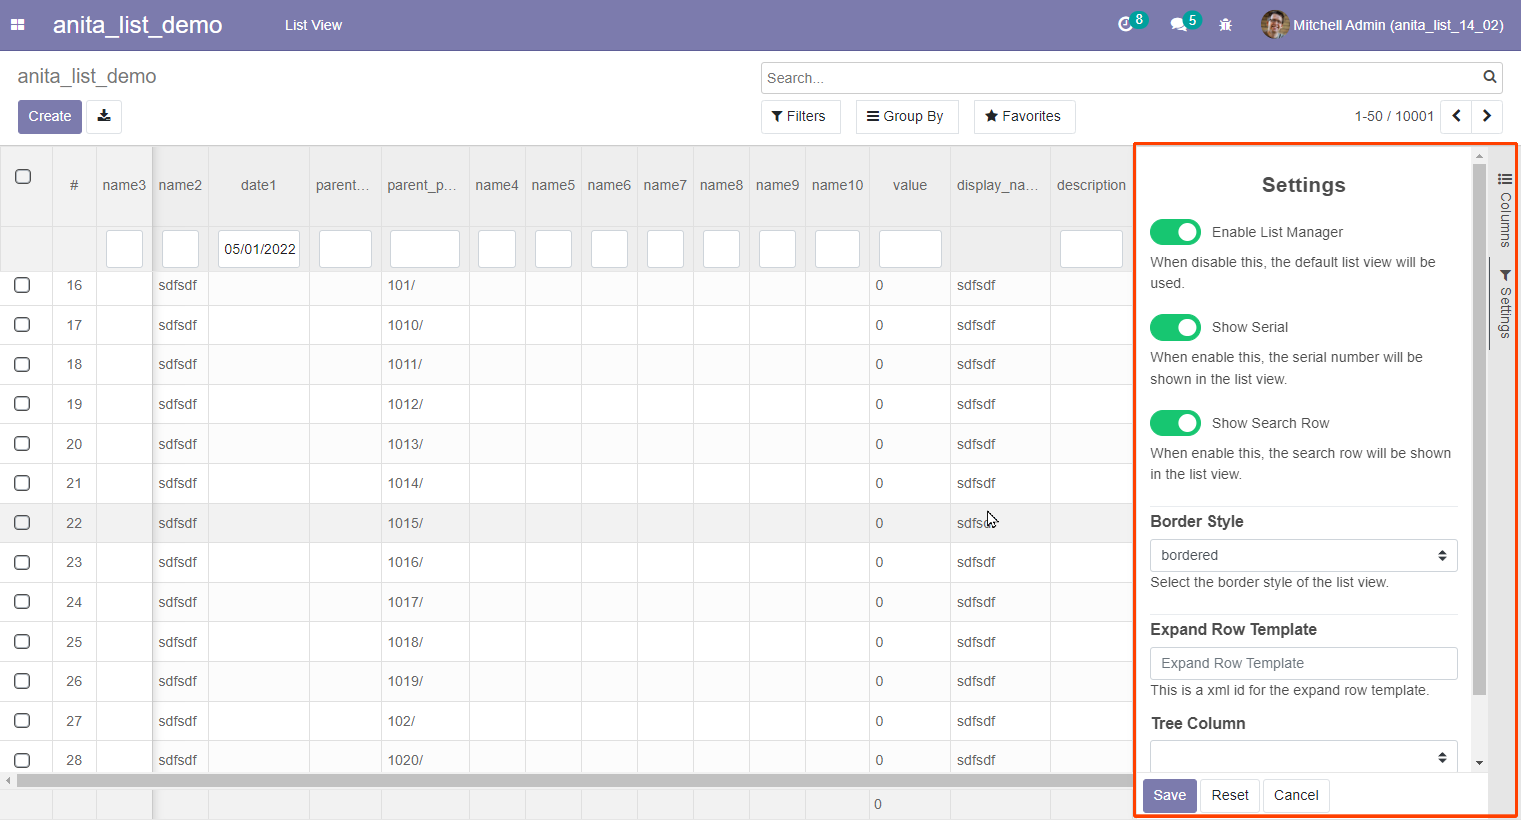 anita_list_demo List View 8 5 Mitchell Admin (anita_list_14_02)
anita_list_demo Search...
Create Filters Group By Favorites 1-50 / 10001
# name3 name2 date1 parent... parent_p... name4 name5 name6 name7 name8 name9 name10 value display_na... description
05/01/2022
16 sdfsdf 101/ 0 sdfsdf
17 sdfsdf 1010/ 0 sdfsdf
18 sdfsdf 1011/ 0 sdfsdf
19 sdfsdf 1012/ 0 sdfsdf
20 sdfsdf 1013/ 0 sdfsdf
21 sdfsdf 1014/ 0 sdfsdf
22 sdfsdf 1015/ 0 sdfsdf
23 sdfsdf 1016/ 0 sdfsdf
24 sdfsdf 1017/ 0 sdfsdf
25 sdfsdf 1018/ 0 sdfsdf
26 sdfsdf 1019/ 0 sdfsdf
27 sdfsdf 102/ 0 sdfsdf
28 sdfsdf 1020/ 0 sdfsdf
0
Settings
Enable List Manager
When disable this, the default list view will be
used.
Show Serial
When enable this, the serial number will be
shown in the list view.
Show Search Row
When enable this, the search row will be shown
in the list view.
Border Style
bordered
Select the border style of the list view.
Expand Row Template
Expand Row Template
This is a xml id for the expand row template.
Tree Column
Save Reset Cancel
Columns
Settings